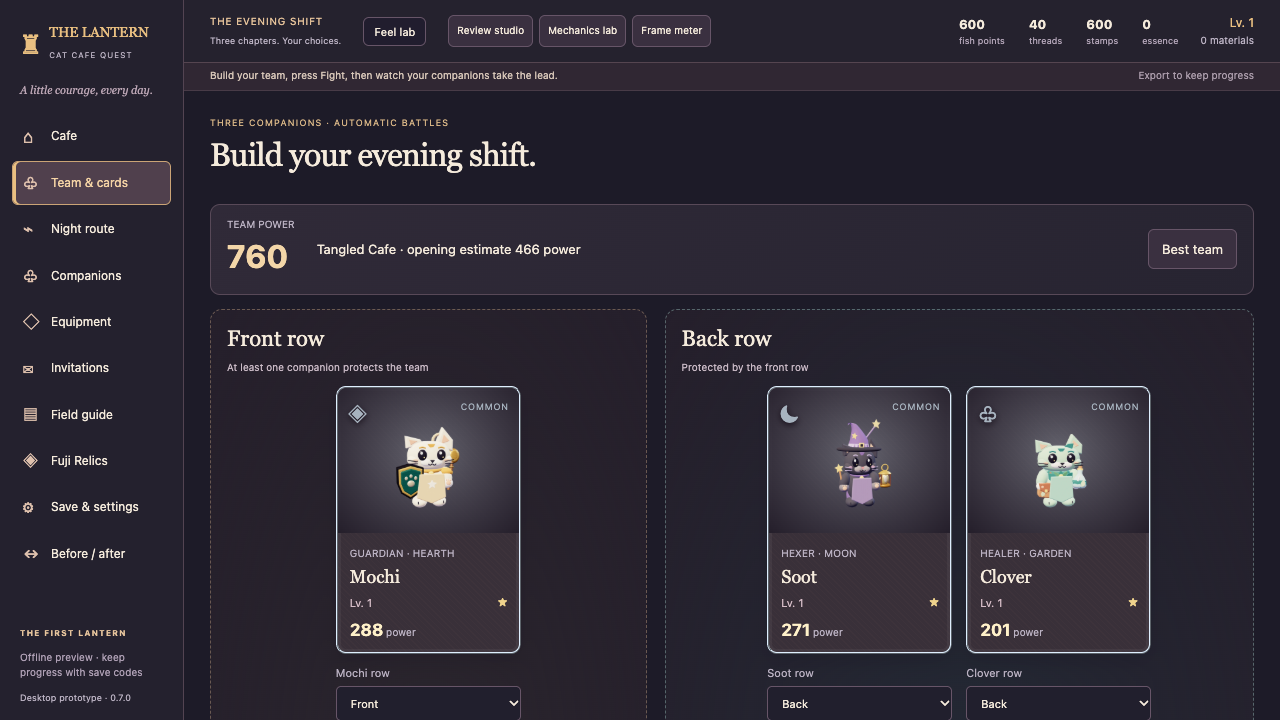 THE LANTERN
CAT CAFE QUEST
A little courage, every day.
Cafe
Team & cards
Night route
Companions
Equipment
Invitations
Field guide
Fuji Relics
Save & settings
Before / after
THE FIRST LANTERN
Offline preview · keep
progress with save codes
Desktop prototype · 0.7.0
THE EVENING SHIFT
Three chapters. Your choices.
Feel lab
Review studio
Mechanics lab
Frame meter
600
fish points
40
threads
600
stamps
0
essence
Lv. 1
0 materials
Build your team, press Fight, then watch your companions take the lead.
Export to keep progress
THREE COMPANIONS · AUTOMATIC BATTLES
Build your evening shift.
TEAM POWER
760
Tangled Cafe · opening estimate 466 power
Best team
Front row
At least one companion protects the team
COMMON
GUARDIAN · HEARTH
Mochi
Lv. 1
288 power
Mochi row
Front
Back row
Protected by the front row
COMMON
HEXER · MOON
Soot
Lv. 1
271 power
Soot row
Back
COMMON
HEALER · GARDEN
Clover
Lv. 1
201 power
Clover row
Back